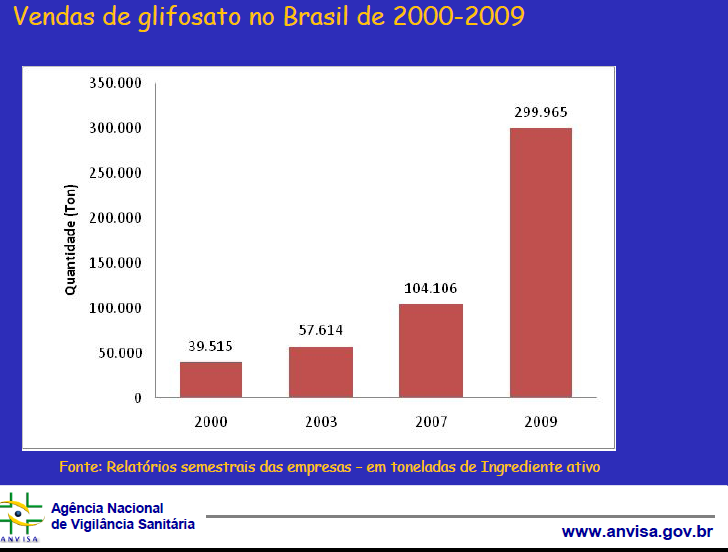 Vendas de glifosato no Brasil de 2000-2009
350.000
300.000
250.000
200.000
150.000
100.000
50.000
0
Quantidade (Ton)
39.515
57.614
104.106
299.965
2000 2003 2007 2009
Fonte: Relatórios semestrais das empresas - em toneladas de Ingrediente ativo
ANVISA
Agência Nacional
de Vigilância Sanitária
www.anvisa.gov.br